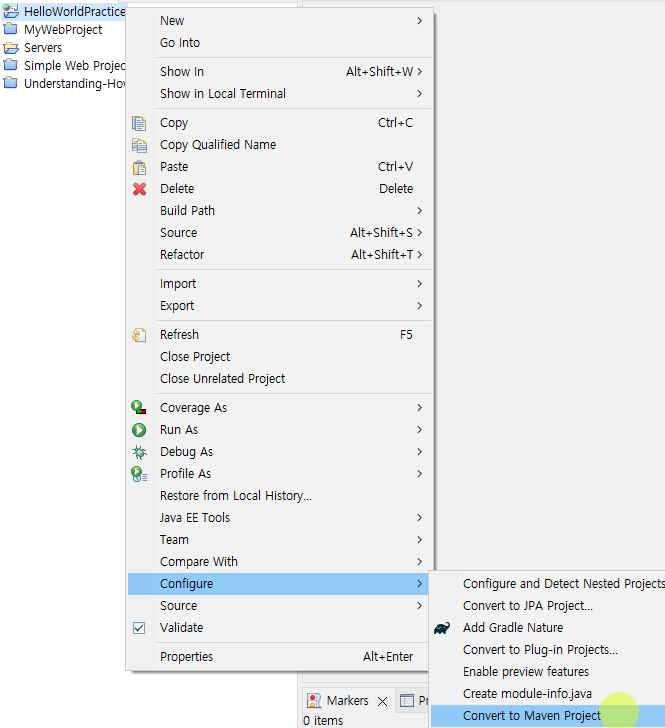 HelloWorldPractice
MyWebProject
Servers
Simple Web Projec
Understanding-Hov
New
Go Into
Show In Alt+Shift+W
Show in Local Terminal
Copy Ctrl+C
Copy Qualified Name
Paste Ctrl+V
Delete Delete
Build Path
Source Alt+Shift+S
Refactor Alt+Shift+T
Import
Export
Refresh F5
Close Project
Close Unrelated Project
Coverage As
Run As
Debug As
Profile As
Restore from Local History...
Java EE Tools
Team
Compare With
Configure
Source
Validate
Properties Alt+Enter
Configure and Detect Nested Projects
Convert to JPA Project...
Add Gradle Nature
Convert to Plug-in Projects...
Enable preview features
Create module-info.java
Convert to Maven Project
Markers
0 items